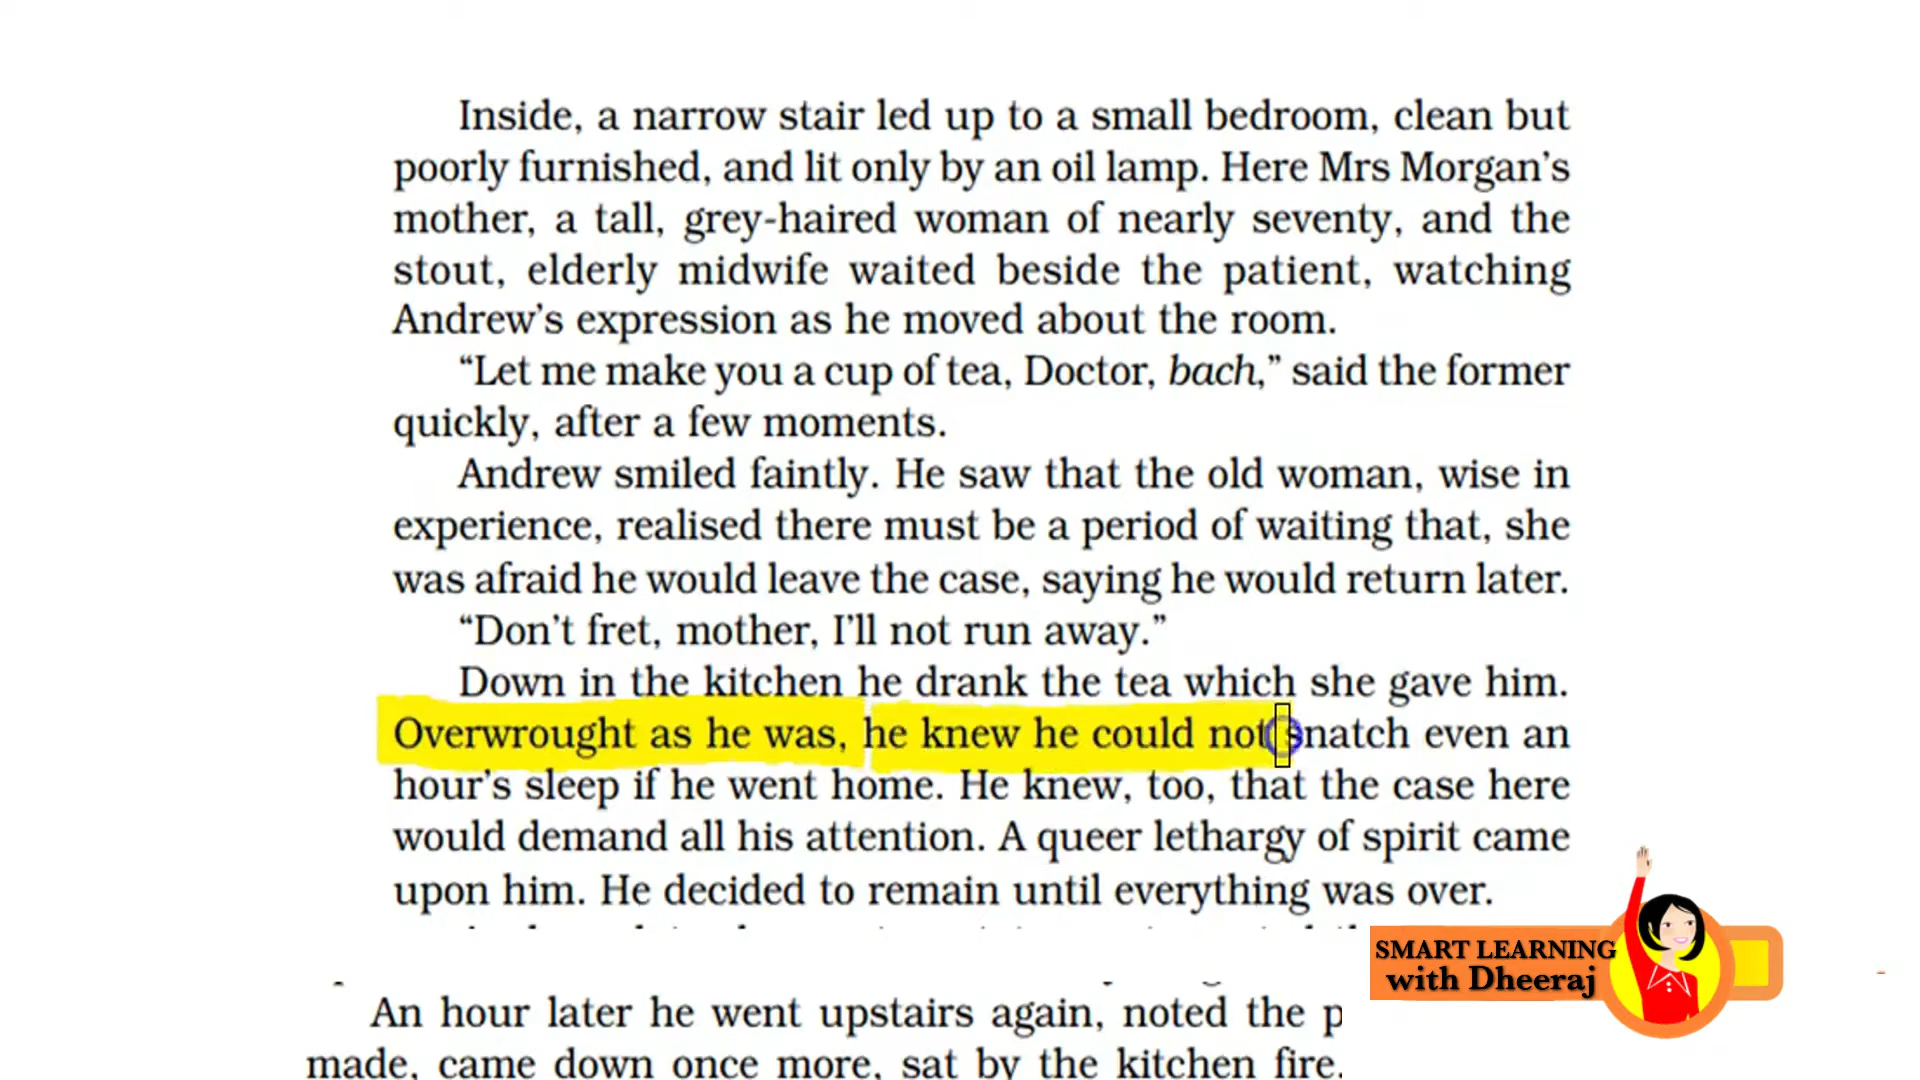 Inside, a narrow stair led up to a small bedroom, clean but
poorly furnished, and lit only by an oil lamp. Here Mrs Morgan’s
mother, a tall, grey-haired woman of nearly seventy, and the
stout, elderly midwife waited beside the patient, watching
Andrew’s expression as he moved about the room.
“Let me make you a cup of tea, Doctor, bach,” said the former
quickly, after a few moments.
Andrew smiled faintly. He saw that the old woman, wise in
experience, realised there must be a period of waiting that, she
was afraid he would leave the case, saying he would return later.
“Don’t fret, mother, I’ll not run away.”
Down in the kitchen he drank the tea which she gave him.
Overwrought as he was, he knew he could not snatch even an
hour’s sleep if he went home. He knew, too, that the case here
would demand all his attention. A queer lethargy of spirit came
upon him. He decided to remain until everything was over.
An hour later he went upstairs again, noted the p
made, came down once more, sat by the kitchen fire.
SMART LEARNING
with Dheeraj